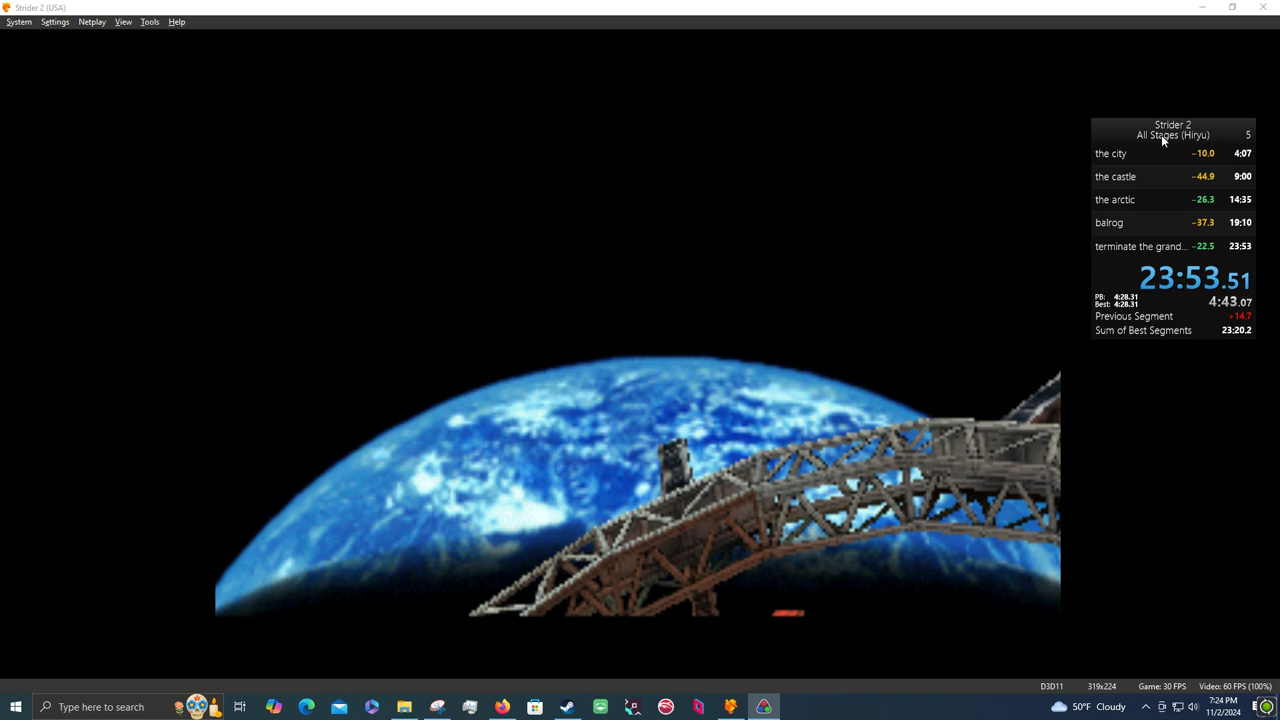 Strider 2 (USA)
System Settings Netplay View Tools Help
Strider 2
All Stages (Hiryu) 5
the city −10.0 4:07
the castle −44.9 9:00
the arctic −26.3 14:35
balrog −37.3 19:10
terminate the grand... −22.5 23:53
23:53.51
PB: 4:28.31
Best: 4:28.31
4:43.07
Previous Segment +14.7
Sum of Best Segments 23:20.2
D3D11 319x224 Game: 30 FPS Video: 60 FPS (100%)
Type here to search
50°F Cloudy
7:24 PM
11/2/2024